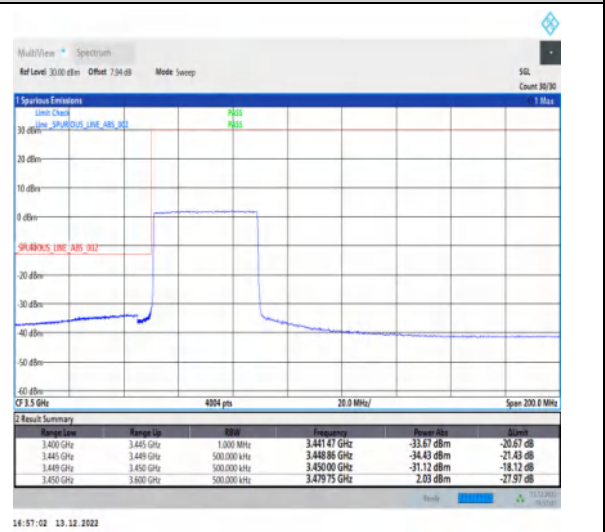 MultiView Spectrum
Ref Level 30.00 dBm Offset 7.94 dB Mode Sweep SGL
Count 30/30
1 Spurious Emissions 1 Max
Limit Check PASS
Line _SPURIOUS_LINE_ABS_002 PASS
30 dBm
20 dBm
10 dBm
0 dBm
_SPURIOUS_LINE_ABS_002
-20 dBm
-30 dBm
-40 dBm
-50 dBm
-60 dBm
CF 3.5 GHz 4004 pts 20.0 MHz/ Span 200.0 MHz
2 Result Summary
Range Low Range Up RBW Frequency Power Abs ΔLimit
3.400 GHz 3.445 GHz 1.000 MHz 3.44147 GHz -33.67 dBm -20.67 dB
3.445 GHz 3.449 GHz 500.000 kHz 3.44886 GHz -34.43 dBm -21.43 dB
3.449 GHz 3.450 GHz 500.000 kHz 3.45000 GHz -31.12 dBm -18.12 dB
3.450 GHz 3.600 GHz 500.000 kHz 3.47975 GHz 2.03 dBm -27.97 dB
Ready
16:57:02 13.12.2022